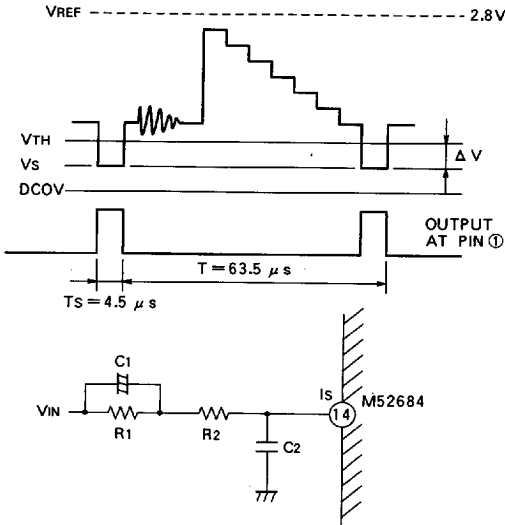 VREF
2.8V
VTH
VS
ΔV
DCOV
OUTPUT
AT PIN ①
T=63.5 μs
TS=4.5 μs
C1
IS
M52684
VIN
R1
R2
14
C2